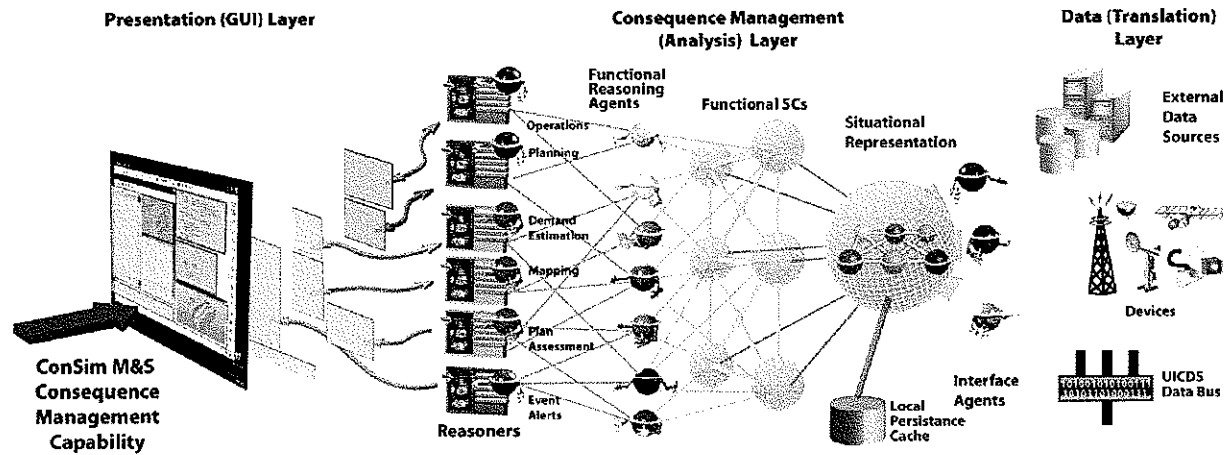 Presentation (GUI) Layer
Consequence Management
(Analysis) Layer
Data (Translation)
Layer
Functional
Reasoning
Agents
Functional SCs
Situational
Representation
External
Data
Sources
Operations
Planning
Demand
Estimation
Mapping
Plan
Assessment
Event
Alerts
Reasoners
ConSim M&S
Consequence
Management
Capability
Local
Persistance
Cache
Interface
Agents
Devices
UICDS
Data Bus